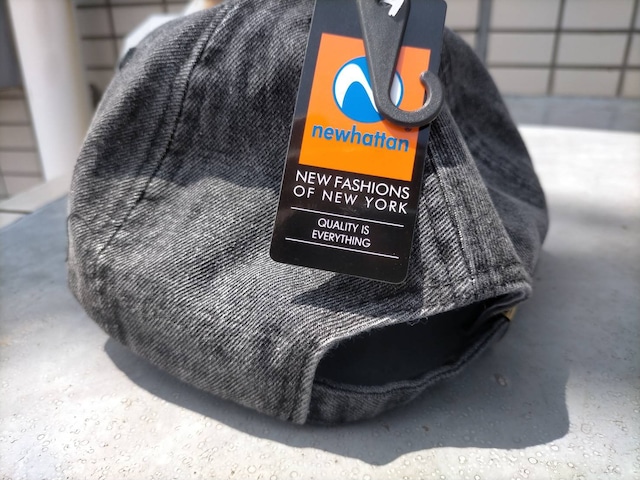 newhattan
NEW FASHIONS
OF NEW YORK
QUALITY IS
EVERYTHING